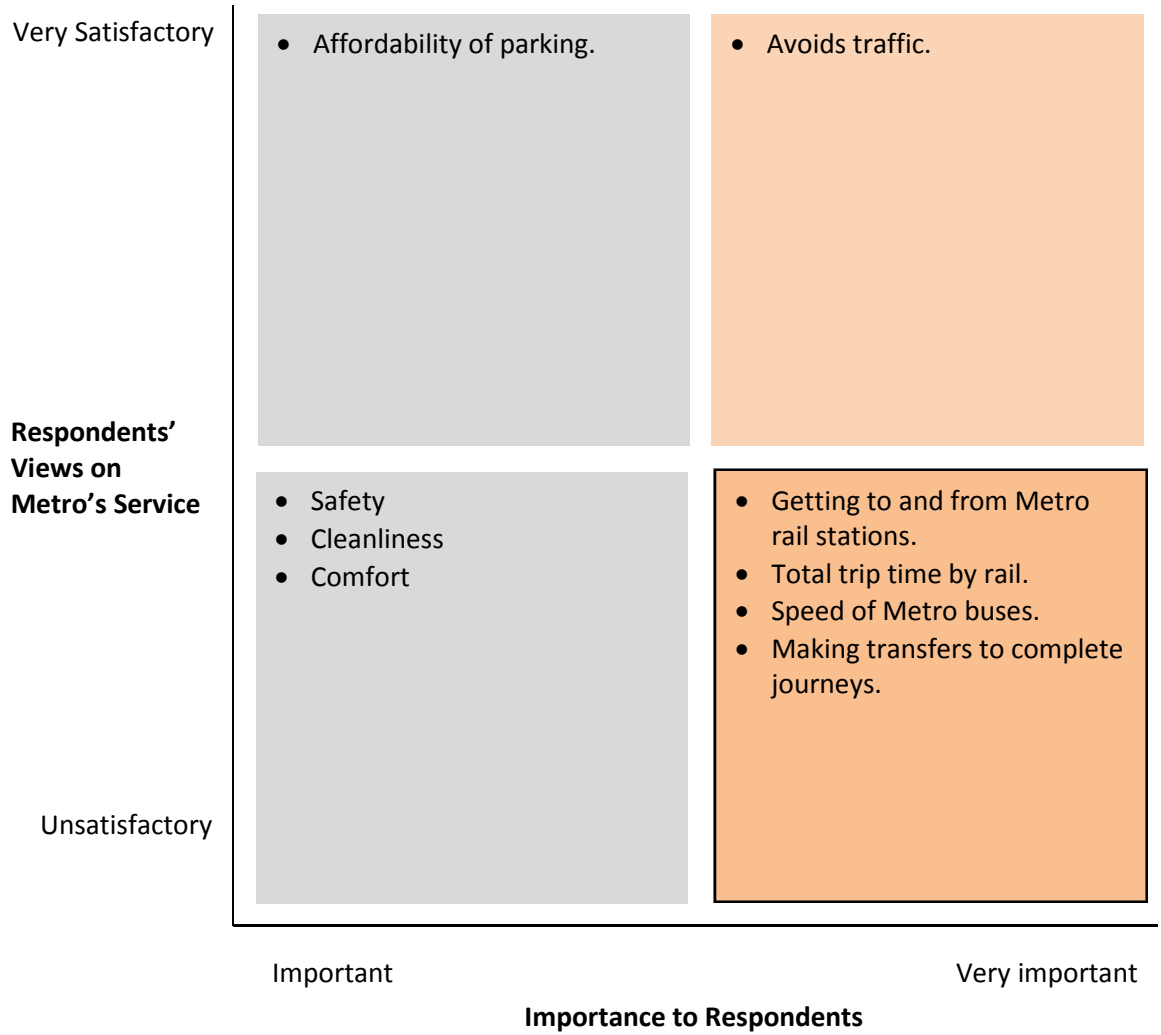 Very Satisfactory
• Affordability of parking.
• Avoids traffic.
Respondents’
Views on
Metro’s Service
• Safety
• Cleanliness
• Comfort
• Getting to and from Metro
rail stations.
• Total trip time by rail.
• Speed of Metro buses.
• Making transfers to complete
journeys.
Unsatisfactory
Important
Very important
Importance to Respondents